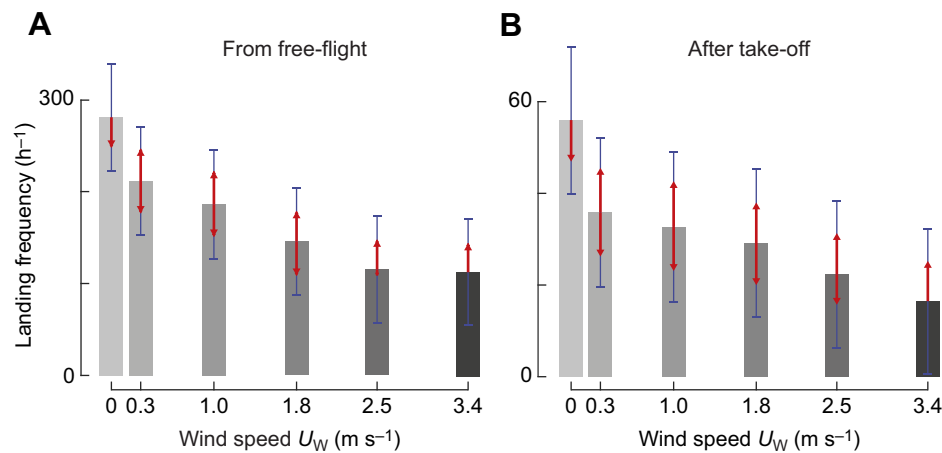 A
From free-flight
Landing frequency (h–1)
300
0
0 0.3 1.0 1.8 2.5 3.4
Wind speed UW (m s–1)
B
After take-off
60
0
0 0.3 1.0 1.8 2.5 3.4
Wind speed UW (m s–1)